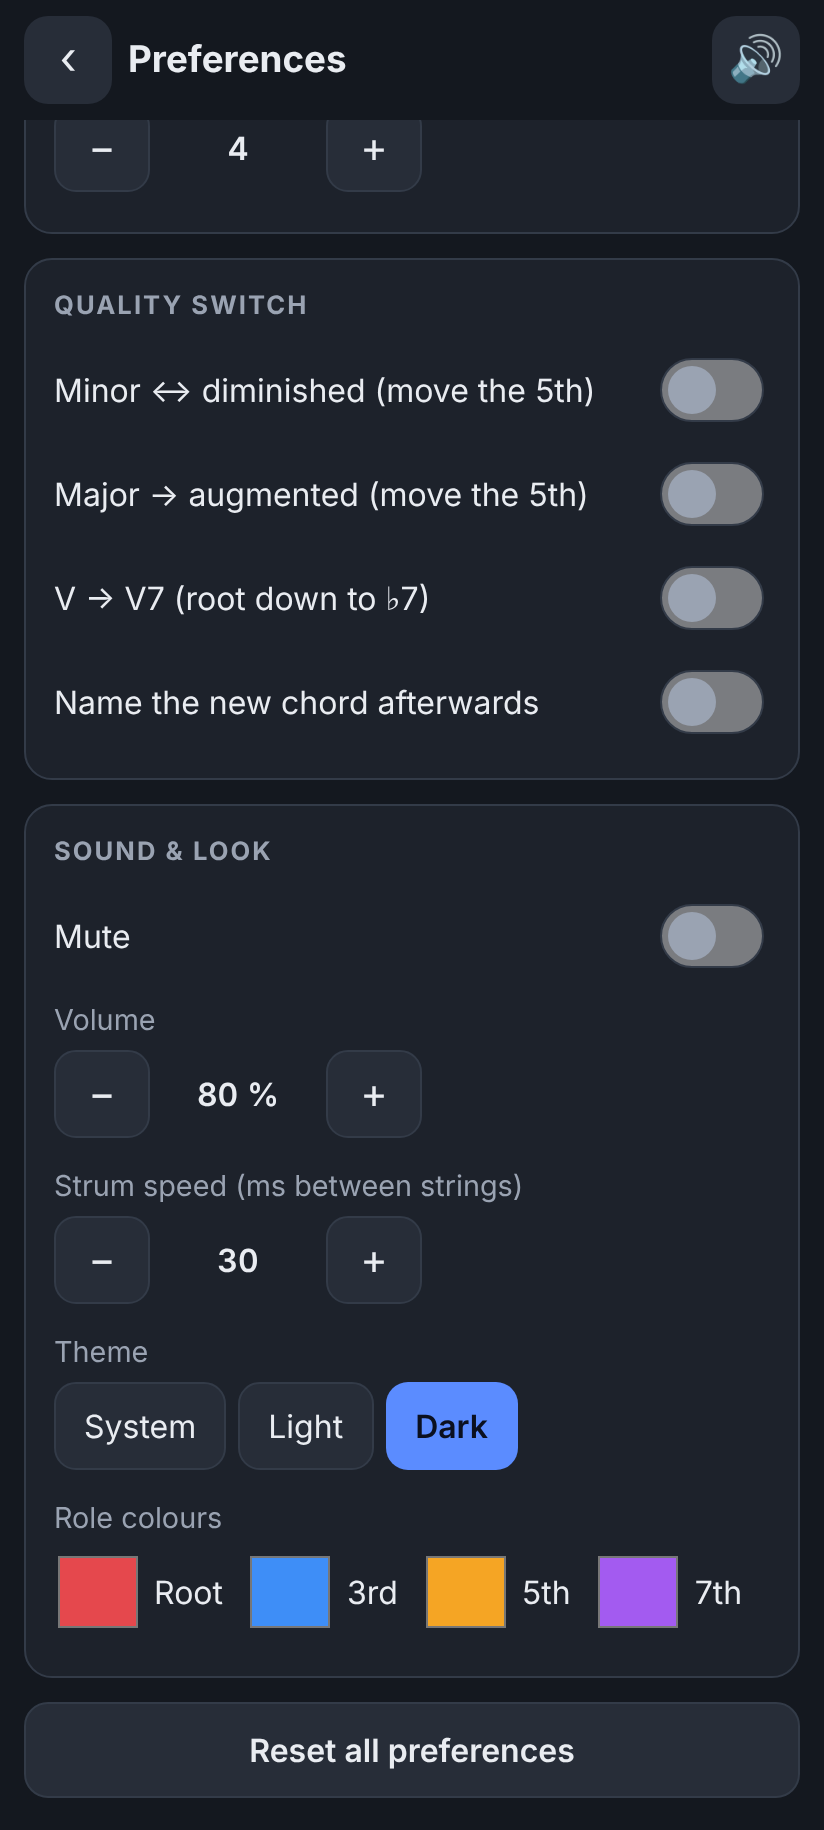 ‹ Preferences
− 4 +
QUALITY SWITCH
Minor ↔ diminished (move the 5th)
Major → augmented (move the 5th)
V → V7 (root down to ♭7)
Name the new chord afterwards
SOUND & LOOK
Mute
Volume
− 80 % +
Strum speed (ms between strings)
− 30 +
Theme
System Light Dark
Role colours
Root 3rd 5th 7th
Reset all preferences